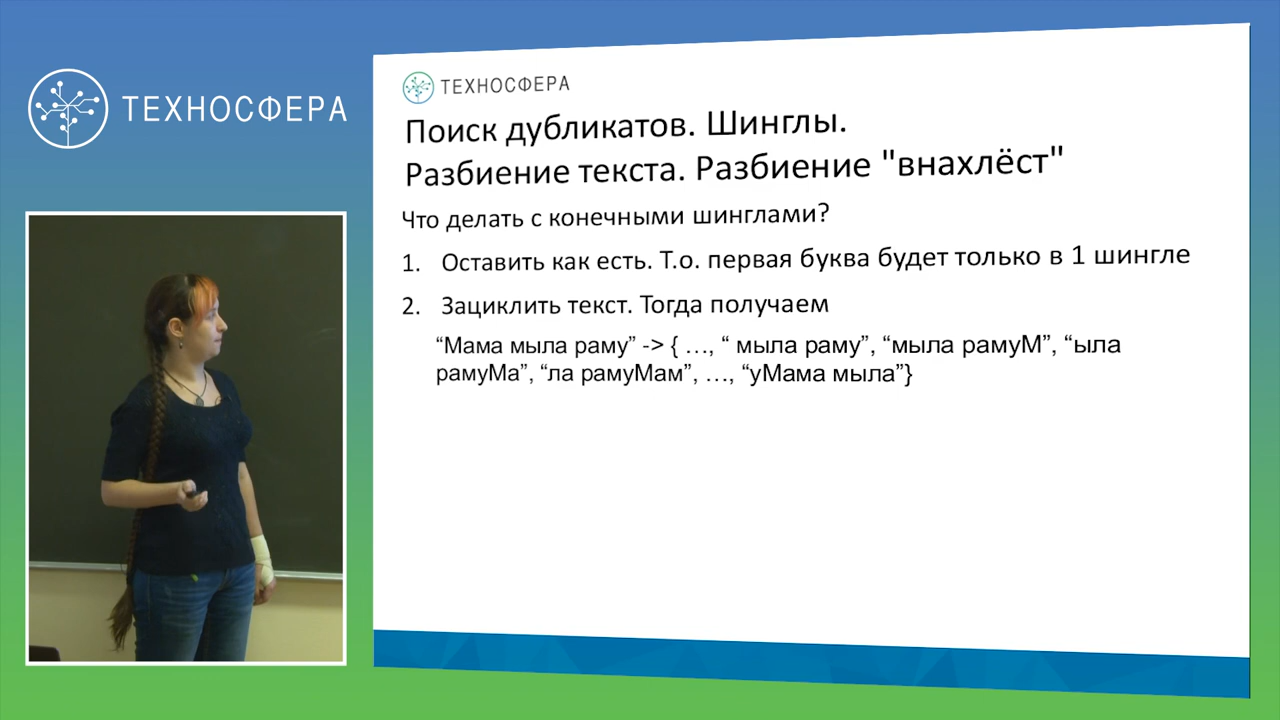 ТЕХНОСФЕРА
ТЕХНОСФЕРА
Поиск дубликатов. Шинглы.
Разбиение текста. Разбиение "внахлёст"
Что делать с конечными шинглами?
1. Оставить как есть. Т.о. первая буква будет только в 1 шингле
2. Зациклить текст. Тогда получаем
“Мама мыла раму” -> { …, “ мыла раму”, “мыла рамуМ”, “ыла
рамуМа”, “ла рамуМам”, …, “уМама мыла”}